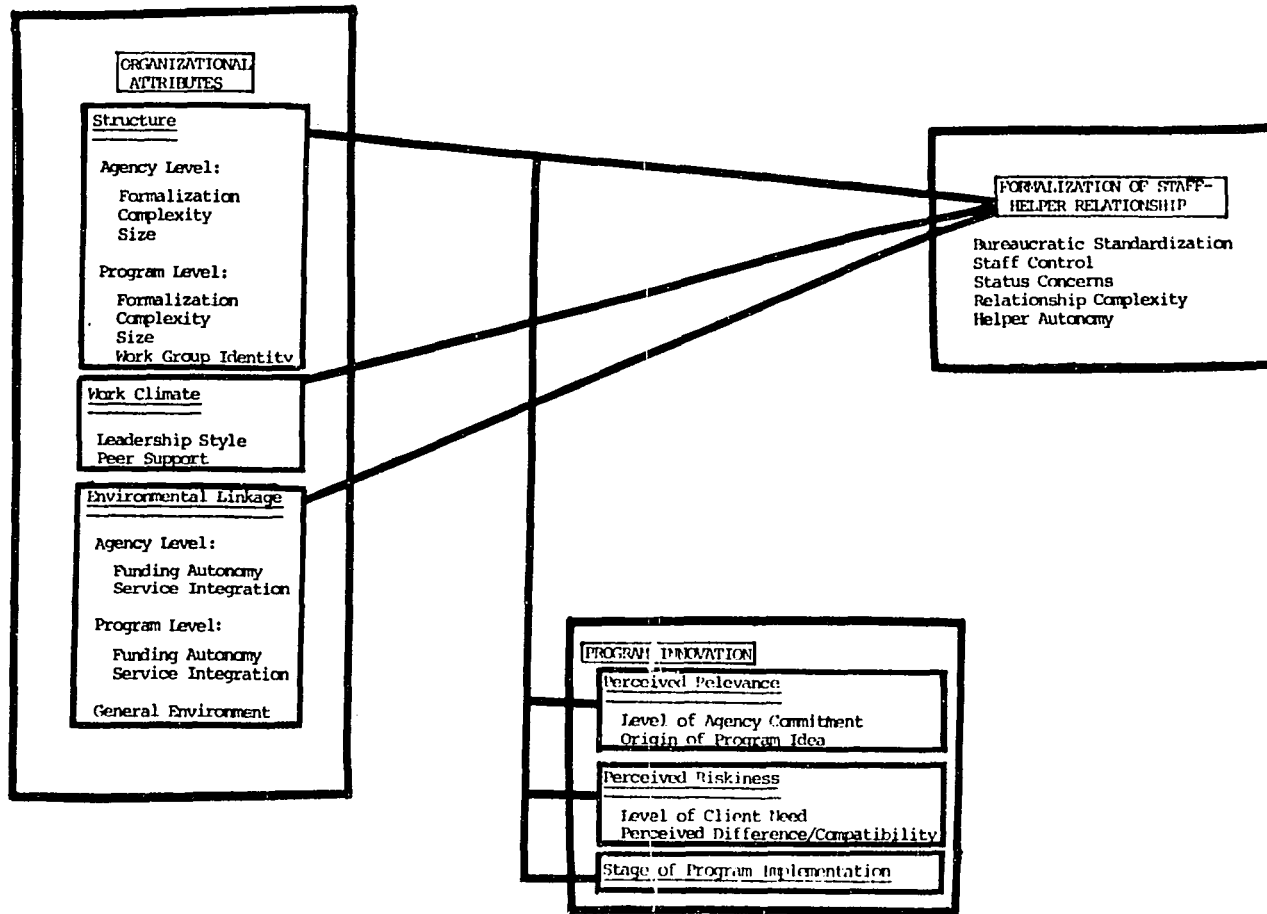 ORGANIZATIONAL
ATTRIBUTES
Structure
Agency Level:
Formalization
Complexity
Size
Program Level:
Formalization
Complexity
Size
Work Group Identity
Work Climate
Leadership Style
Peer Support
Environmental Linkage
Agency Level:
Funding Autonomy
Service Integration
Program Level:
Funding Autonomy
Service Integration
General Environment
FORMALIZATION OF STAFF-
HELPER RELATIONSHIP
Bureaucratic Standardization
Staff Control
Status Concerns
Relationship Complexity
Helper Autonomy
PROGRAM INNOVATION
Perceived Relevance
Level of Agency Commitment
Origin of Program Idea
Perceived Riskiness
Level of Client Need
Perceived Difference/Compatibility
Stage of Program Implementation